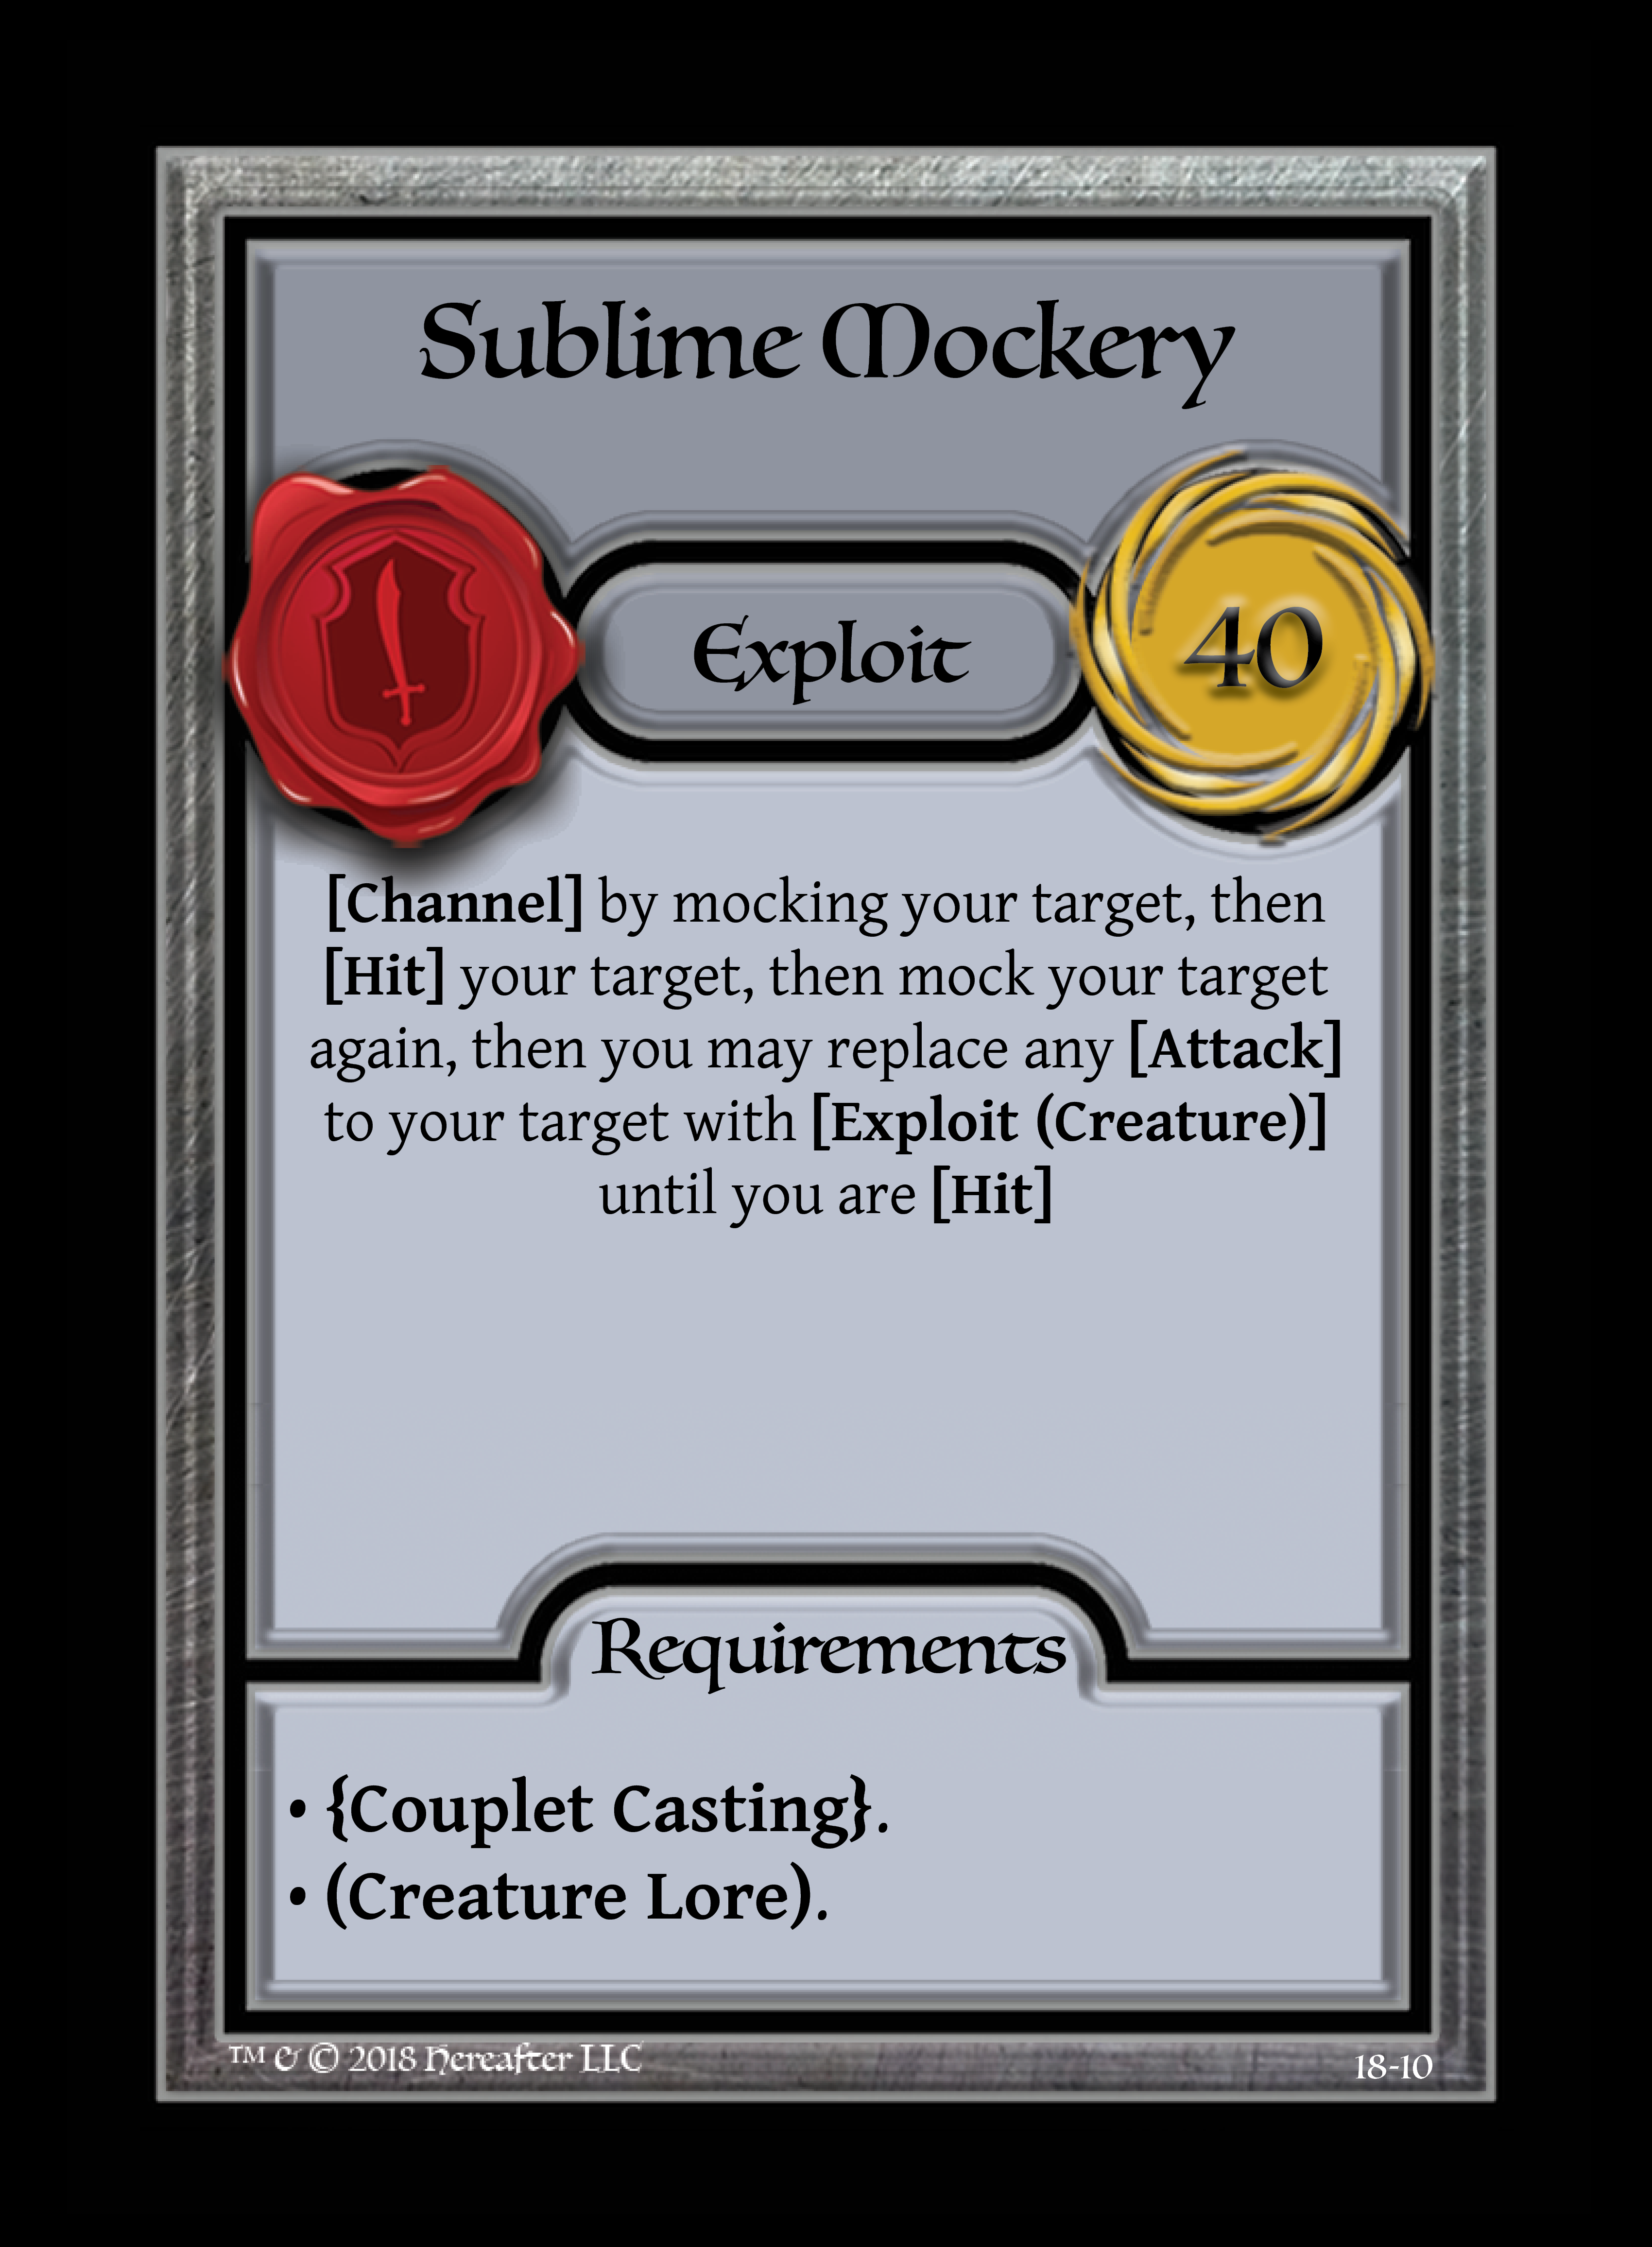 Sublime Mockery
Exploit
40
[Channel] by mocking your target, then
[Hit] your target, then mock your target
again, then you may replace any [Attack]
to your target with [Exploit (Creature)]
until you are [Hit]
Requirements
• {Couplet Casting}.
• (Creature Lore).
™ & © 2018 Hereafter LLC
18-10